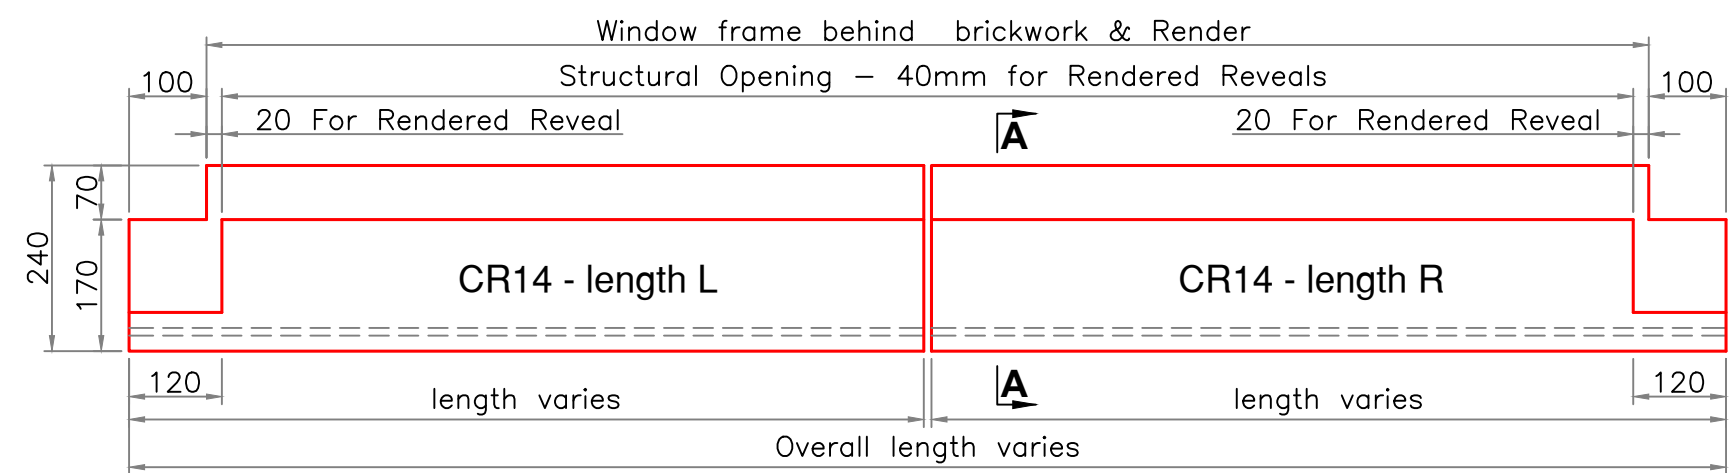 Window frame behind brickwork & Render
100
Structural Opening – 40mm for Rendered Reveals
100
20 For Rendered Reveal
A
20 For Rendered Reveal
70
240
170
CR14 - length L
CR14 - length R
120
length varies
A
length varies
120
Overall length varies